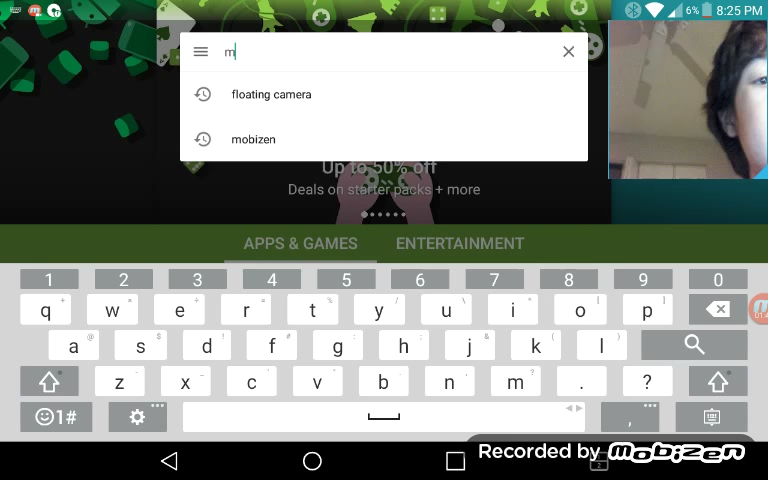 6% 8:25 PM
m
floating camera
mobizen
Up to 50% off
Deals on starter packs + more
APPS & GAMES ENTERTAINMENT
1 2 3 4 5 6 7 8 9 0
q w e r t y u i o p
a s d f g h j k l
z x c v b n m . ?
1# ,
Recorded by mobizen
2